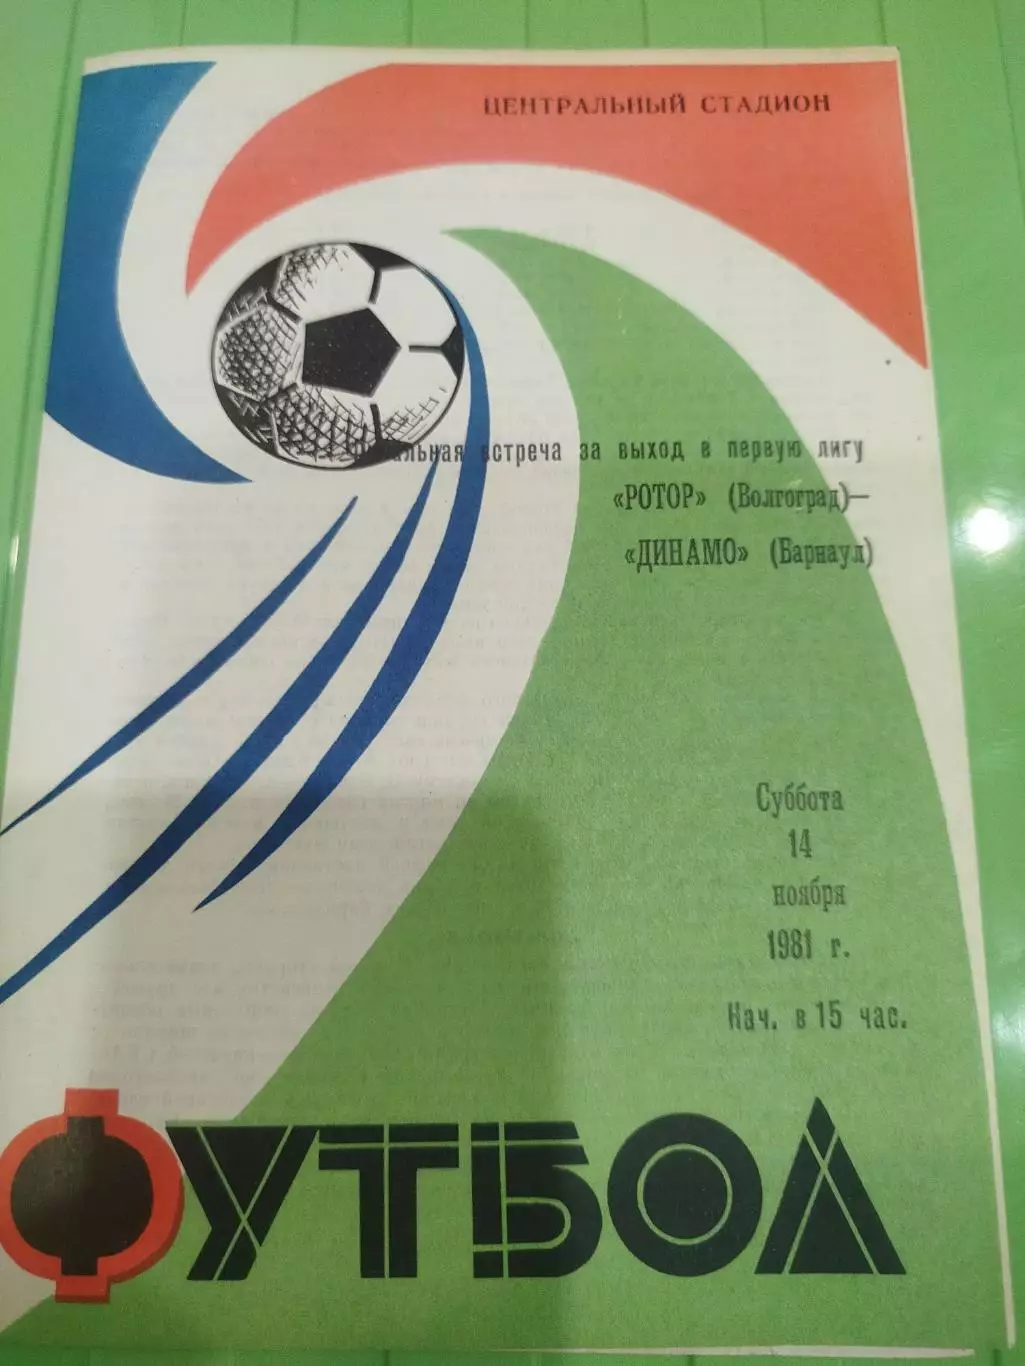 ЦЕНТРАЛЬНЫЙ СТАДИОН
встреча за выход в первую лигу
«РОТОР» (Волгоград)—
«ДИНАМО» (Барнаул)
Суббота
14
ноября
1981 г.
Нач. в 15 час.
ФУТБОЛ